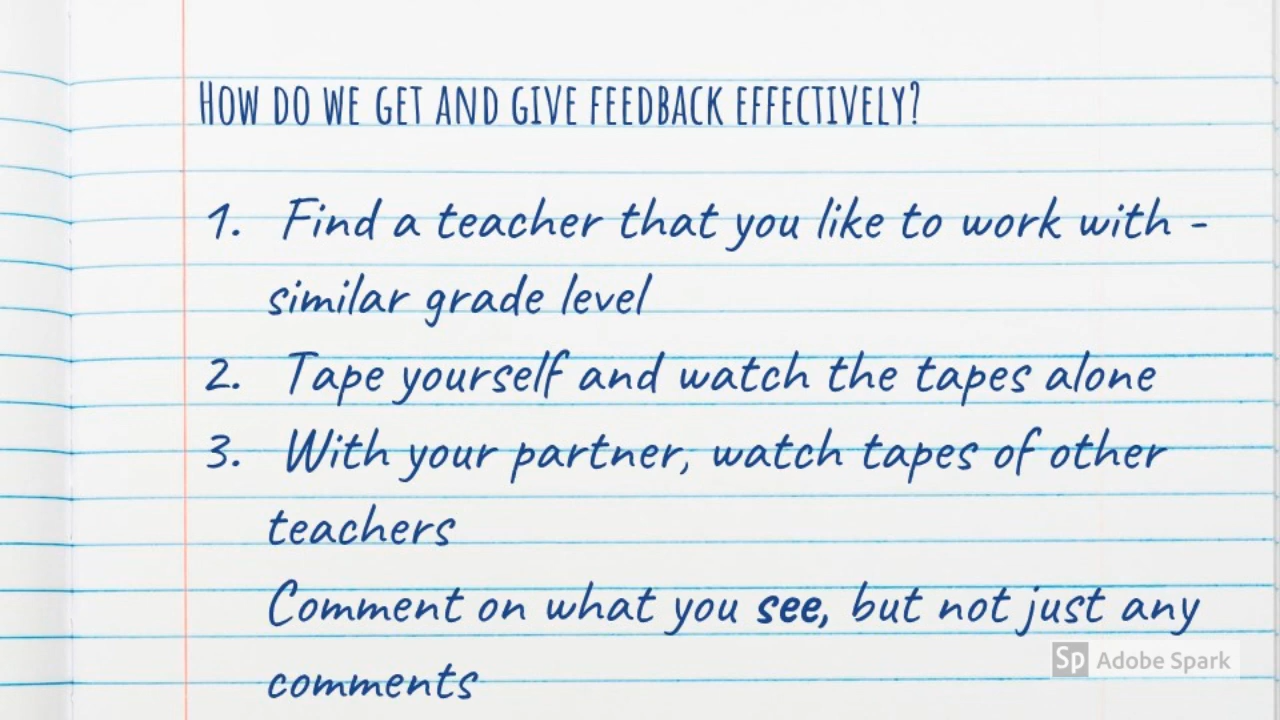 How do we get and give feedback effectively?
1. Find a teacher that you like to work with -
similar grade level
2. Tape yourself and watch the tapes alone
3. With your partner, watch tapes of other
teachers
Comment on what you see, but not just any
comments
Sp Adobe Spark